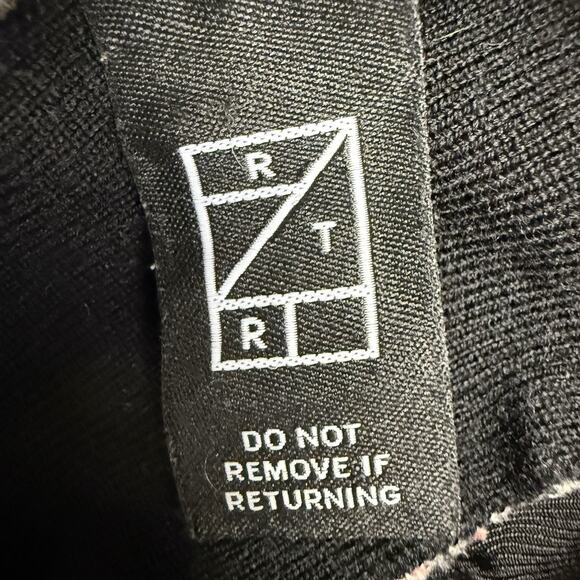 R
T
R
DO NOT
REMOVE IF
RETURNING